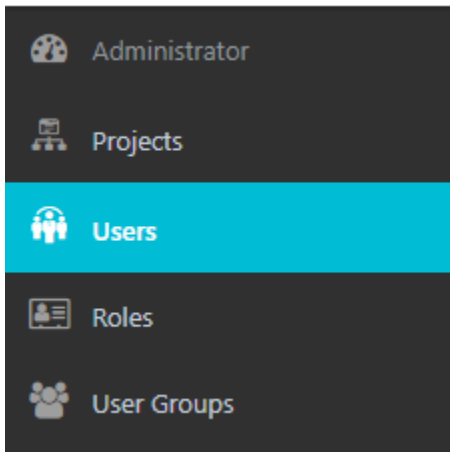 Administrator
Projects
Users
Roles
User Groups